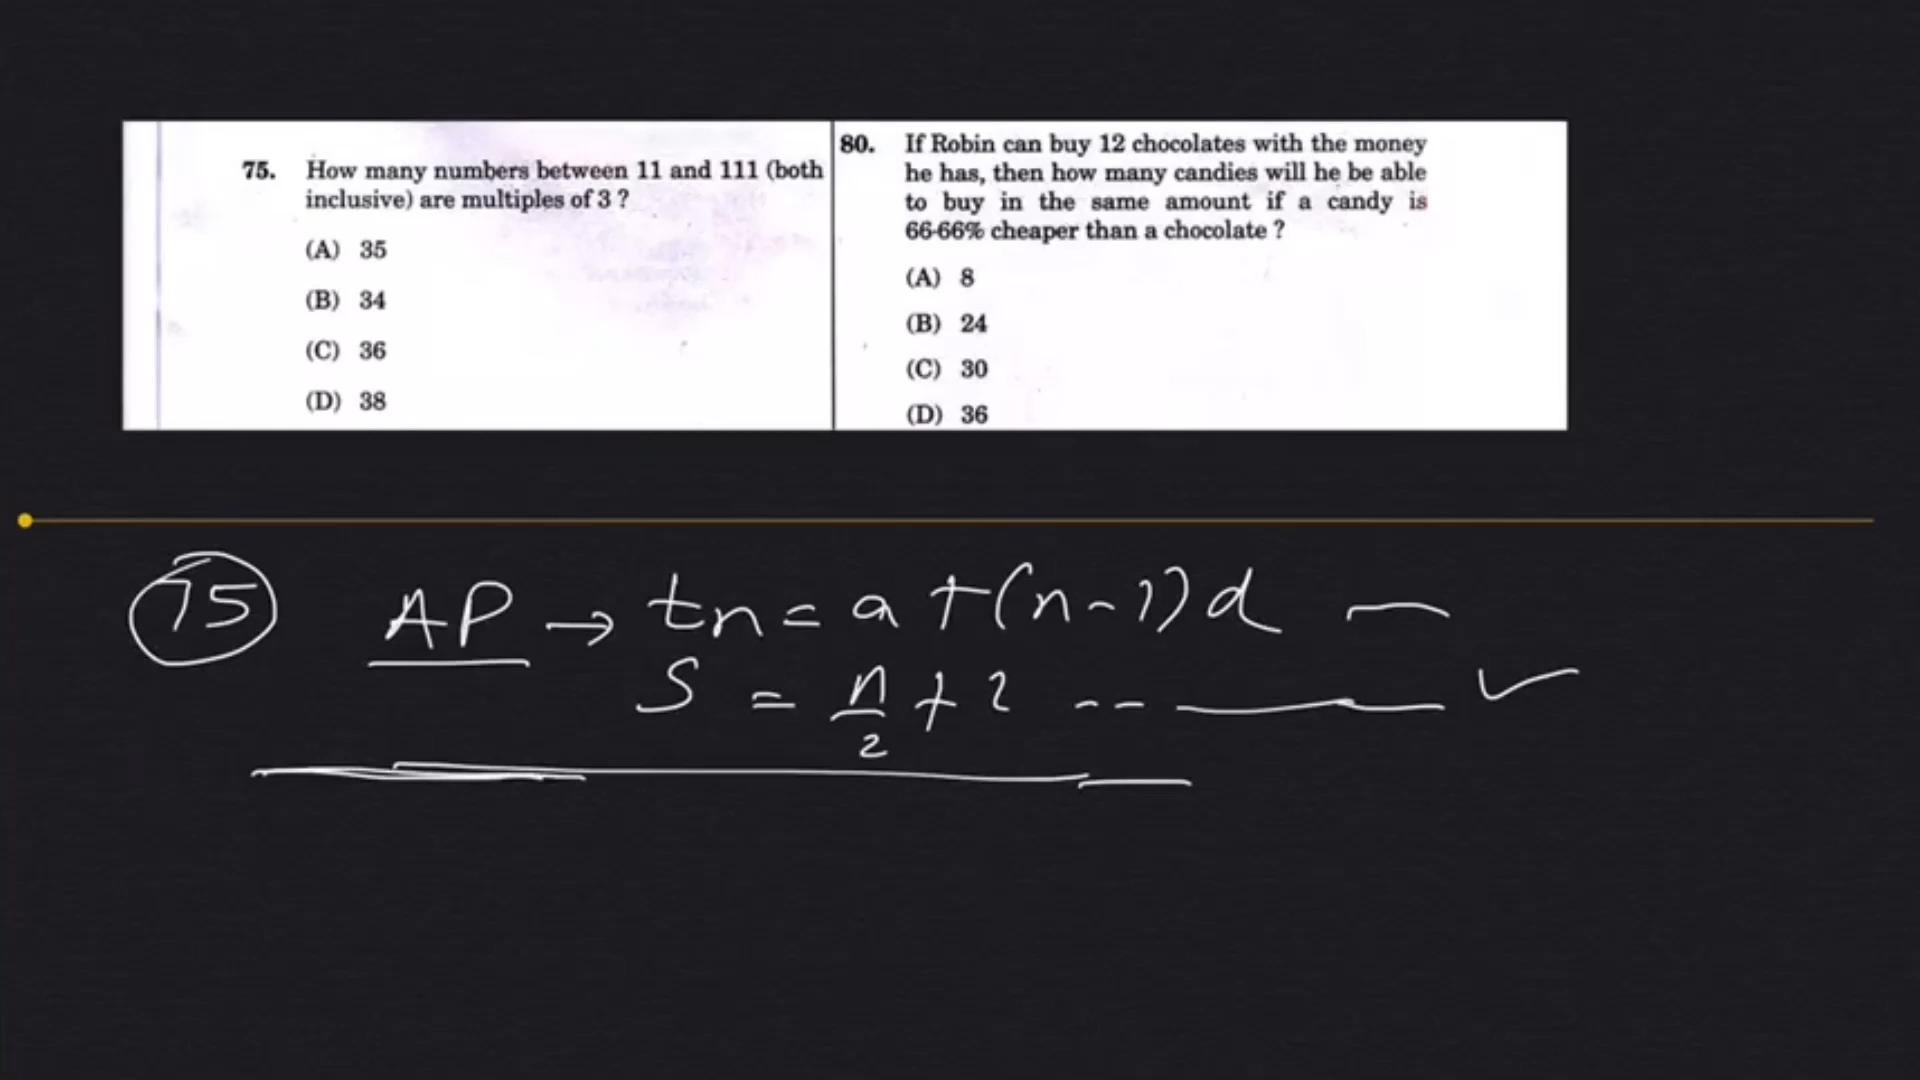 75. How many numbers between 11 and 111 (both
inclusive) are multiples of 3 ?
(A) 35
(B) 34
(C) 36
(D) 38
80. If Robin can buy 12 chocolates with the money
he has, then how many candies will he be able
to buy in the same amount if a candy is
66·66% cheaper than a chocolate ?
(A) 8
(B) 24
(C) 30
(D) 36
75 AP → tn = a + (n - 1) d —
S = n/2 + 2 -- — ✓